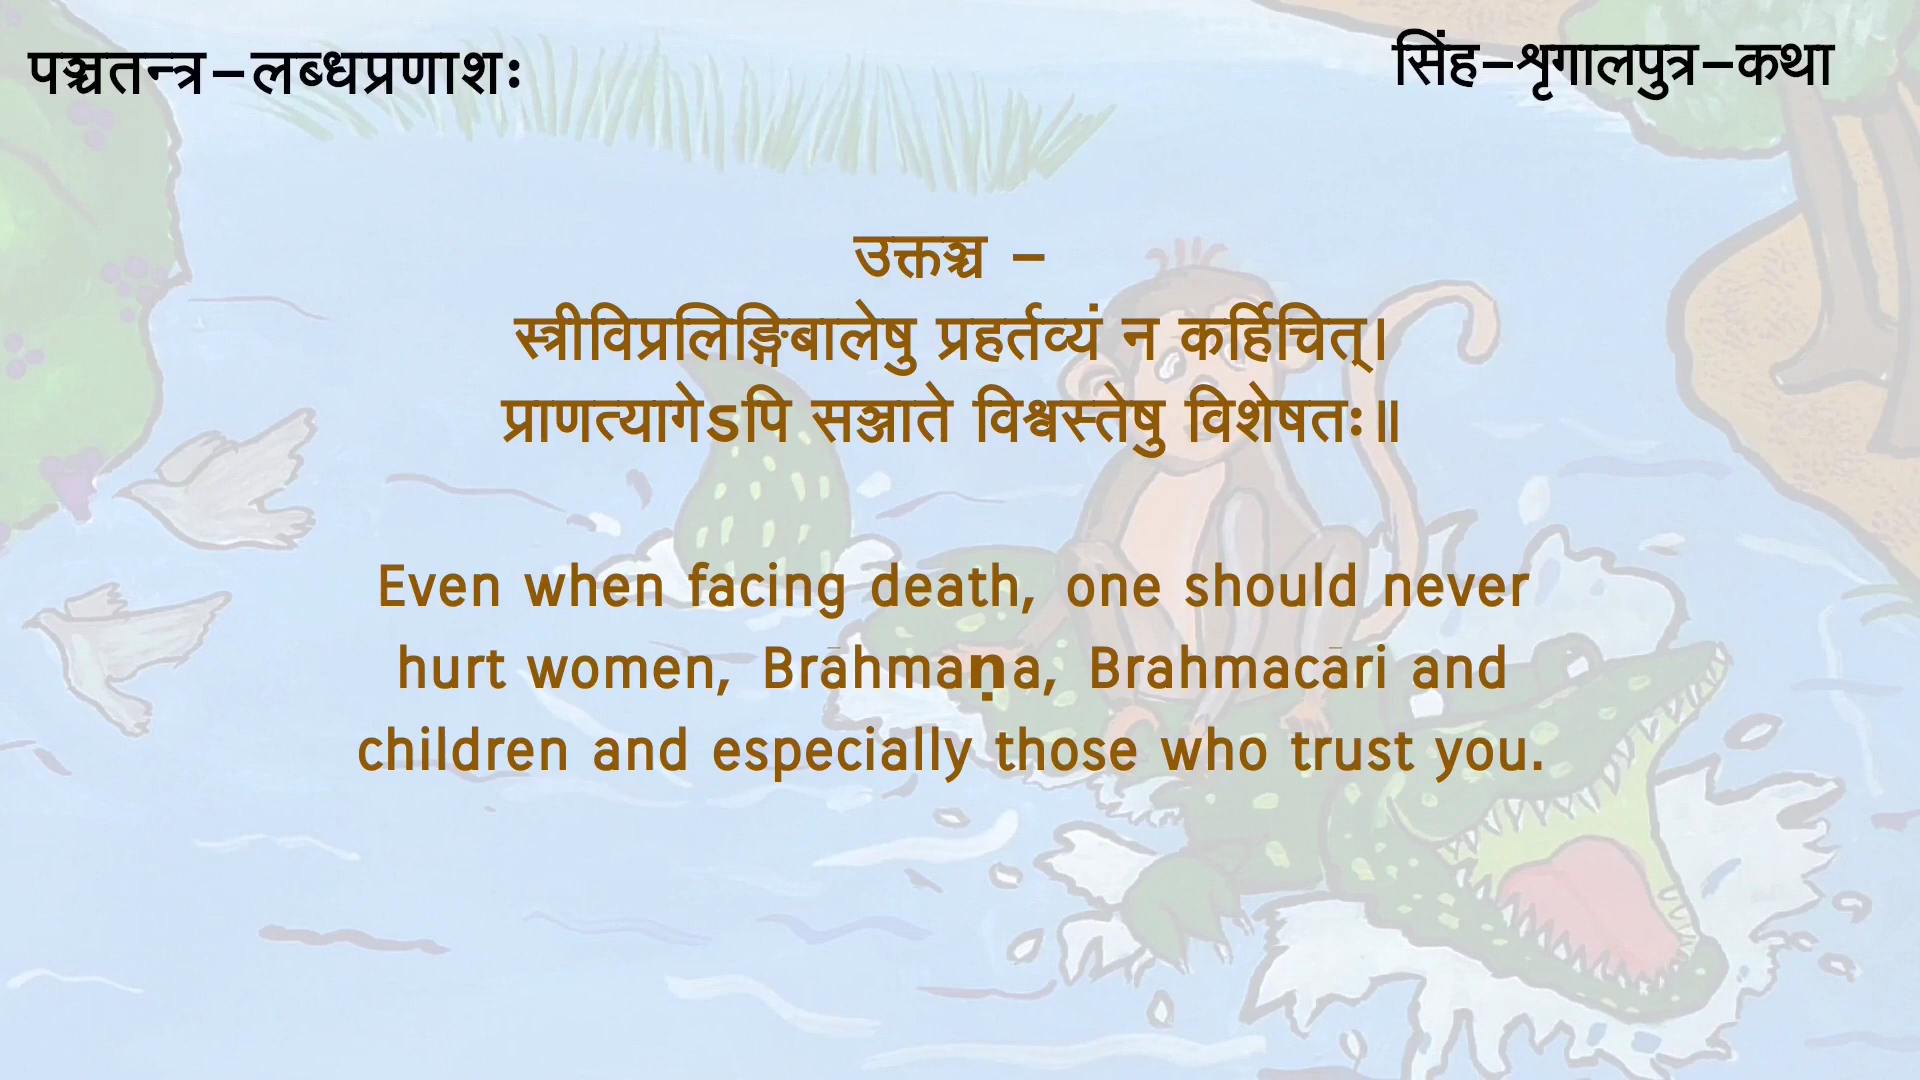 पञ्चतन्त्र-लब्धप्रणाशः
सिंह-शृगालपुत्र-कथा
उक्तञ्च -
स्त्रीविप्रलिङ्गिबालेषु प्रहर्तव्यं न कर्हिचित्।
प्राणत्यागेऽपि सञ्जाते विश्वस्तेषु विशेषतः॥
Even when facing death, one should never
hurt women, Brāhmaṇa, Brahmacāri and
children and especially those who trust you.